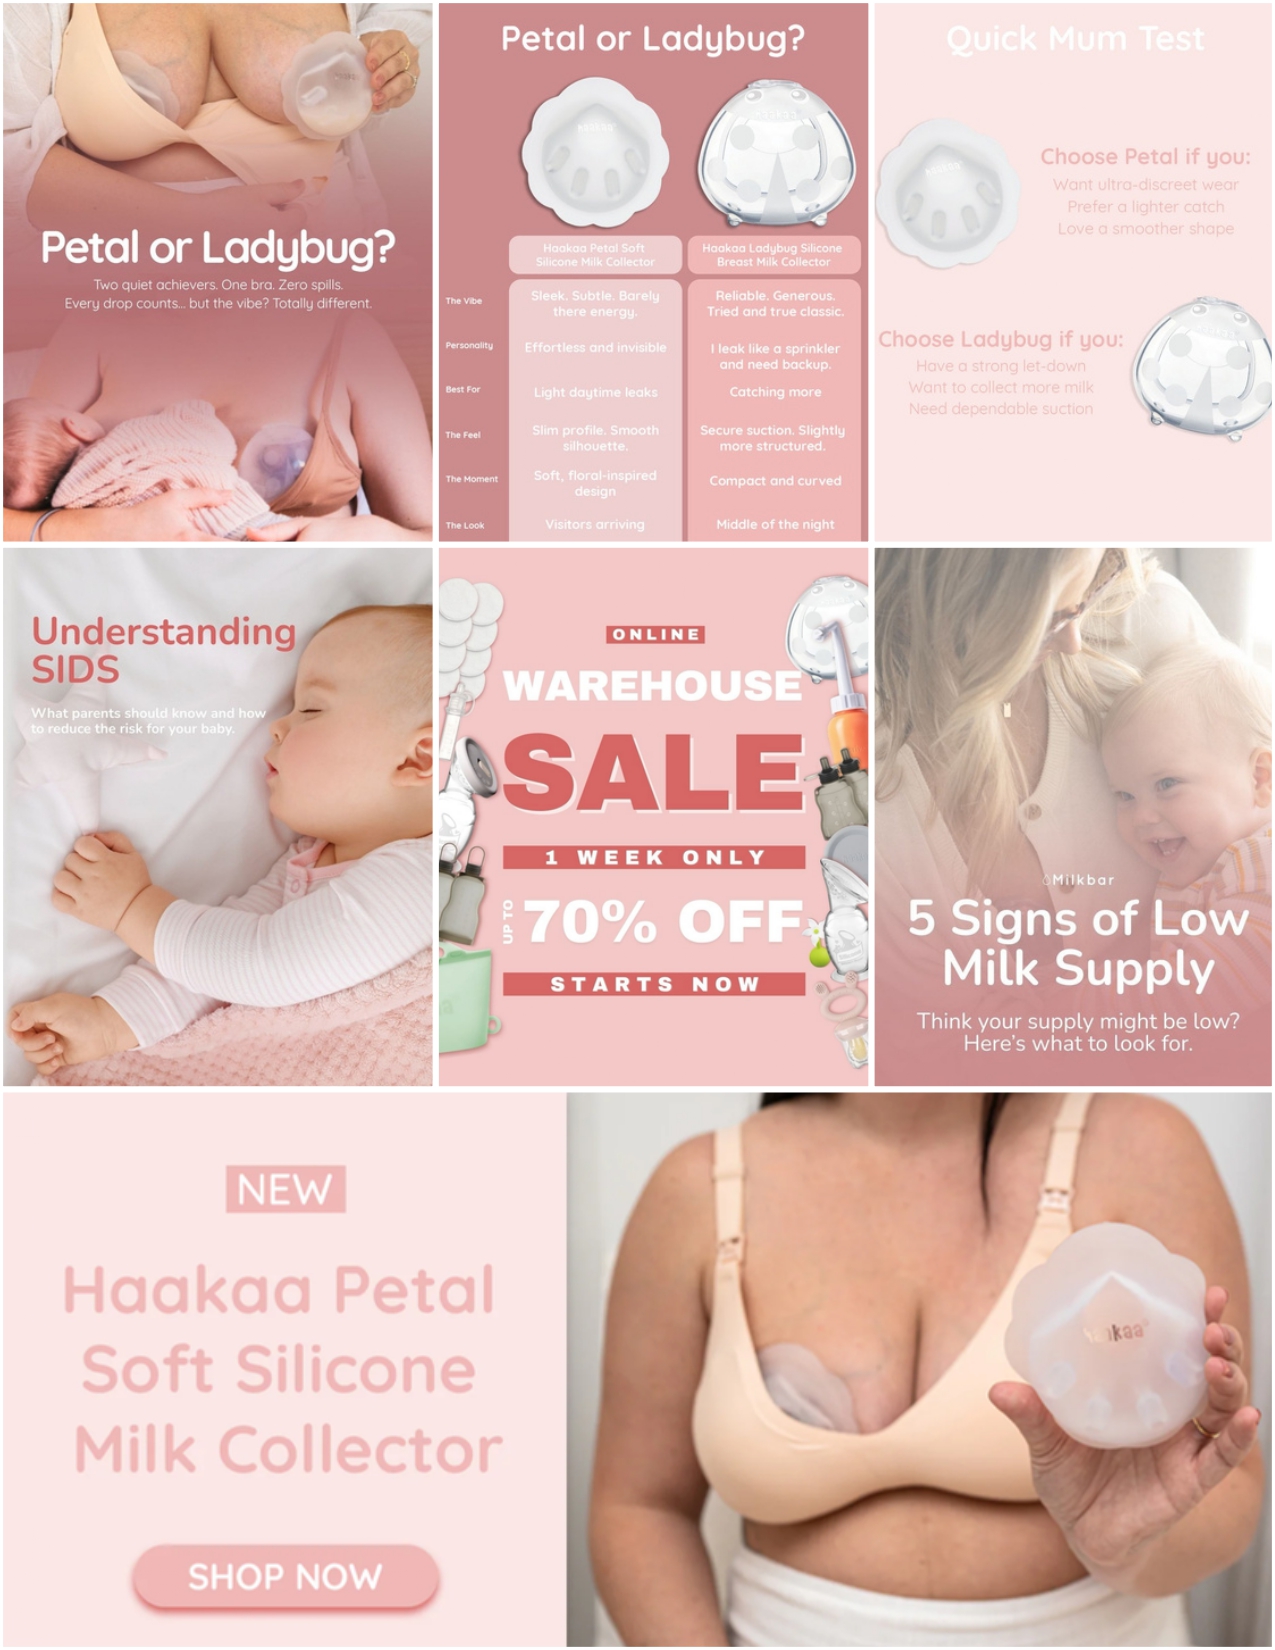 Petal or Ladybug?
Two quiet achievers. One bra. Zero spills.
Every drop counts... but the vibe? Totally different.
Petal or Ladybug?
haakaa
Haakaa Petal Soft
Silicone Milk Collector
Haakaa Ladybug Silicone
Breast Milk Collector
The Vibe
Sleek. Subtle. Barely
there energy.
Reliable. Generous.
Tried and true classic.
Personality
Effortless and invisible
I leak like a sprinkler
and need backup.
Best For
Light daytime leaks
Catching more
The Feel
Slim profile. Smooth
silhouette.
Secure suction. Slightly
more structured.
The Moment
Soft, floral-inspired
design
Compact and curved
The Look
Visitors arriving
Middle of the night
Quick Mum Test
haakaa
Choose Petal if you:
Want ultra-discreet wear
Prefer a lighter catch
Love a smoother shape
Choose Ladybug if you:
Have a strong let-down
Want to collect more milk
Need dependable suction
Understanding
SIDS
What parents should know and how
to reduce the risk for your baby.
ONLINE
WAREHOUSE
SALE
1 WEEK ONLY
UP TO
70% OFF
STARTS NOW
Milkbar
5 Signs of Low
Milk Supply
Think your supply might be low?
Here's what to look for.
NEW
Haakaa Petal
Soft Silicone
Milk Collector
SHOP NOW
haakaa